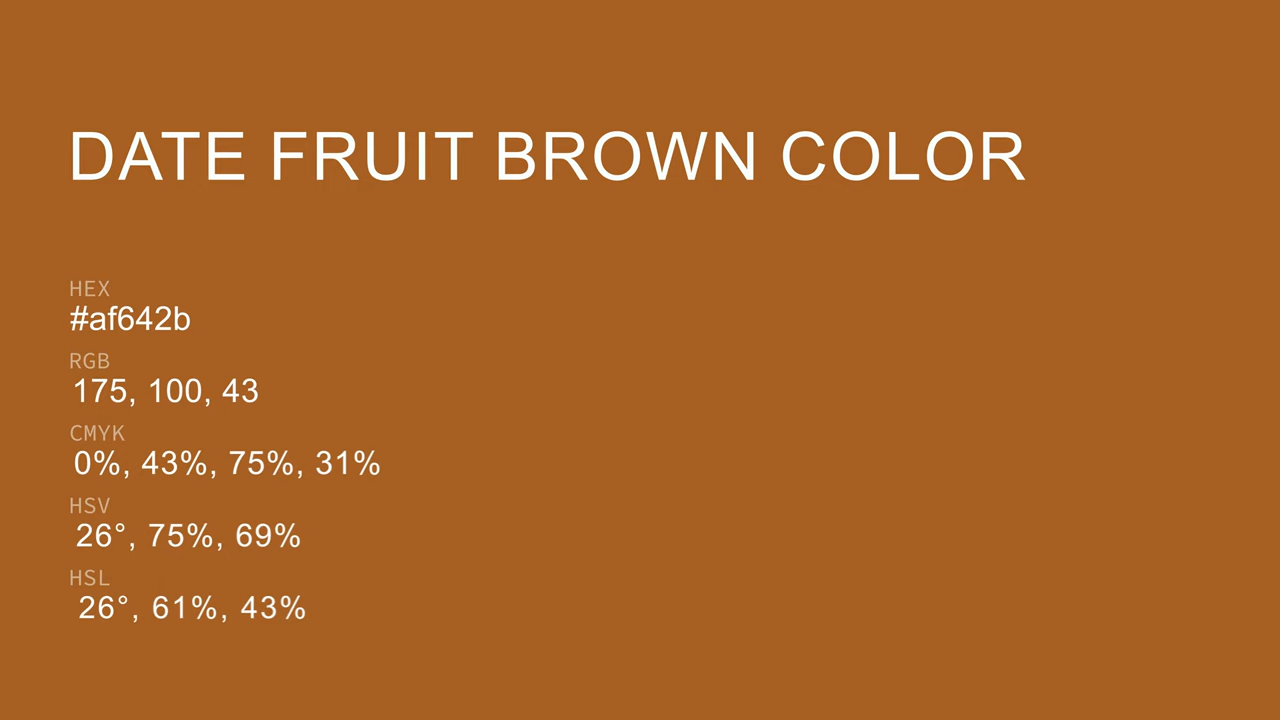 DATE FRUIT BROWN COLOR
HEX
#af642b
RGB
175, 100, 43
CMYK
0%, 43%, 75%, 31%
HSV
26°, 75%, 69%
HSL
26°, 61%, 43%